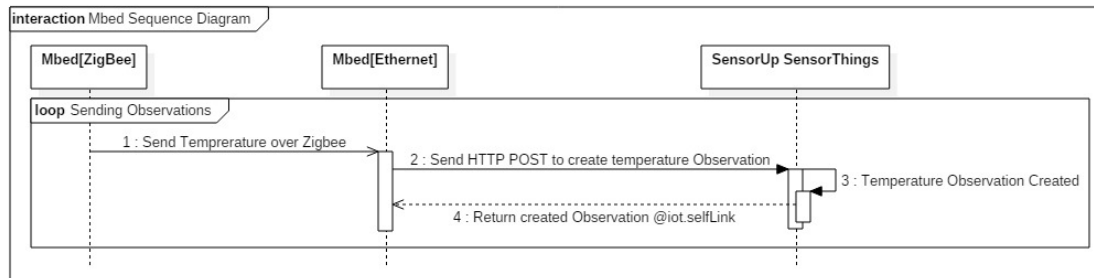 interaction Mbed Sequence Diagram
Mbed[ZigBee]
Mbed[Ethernet]
SensorUp SensorThings
loop Sending Observations
1 : Send Temprerature over Zigbee
2 : Send HTTP POST to create temperature Observation
3 : Temperature Observation Created
4 : Return created Observation @iot.selfLink